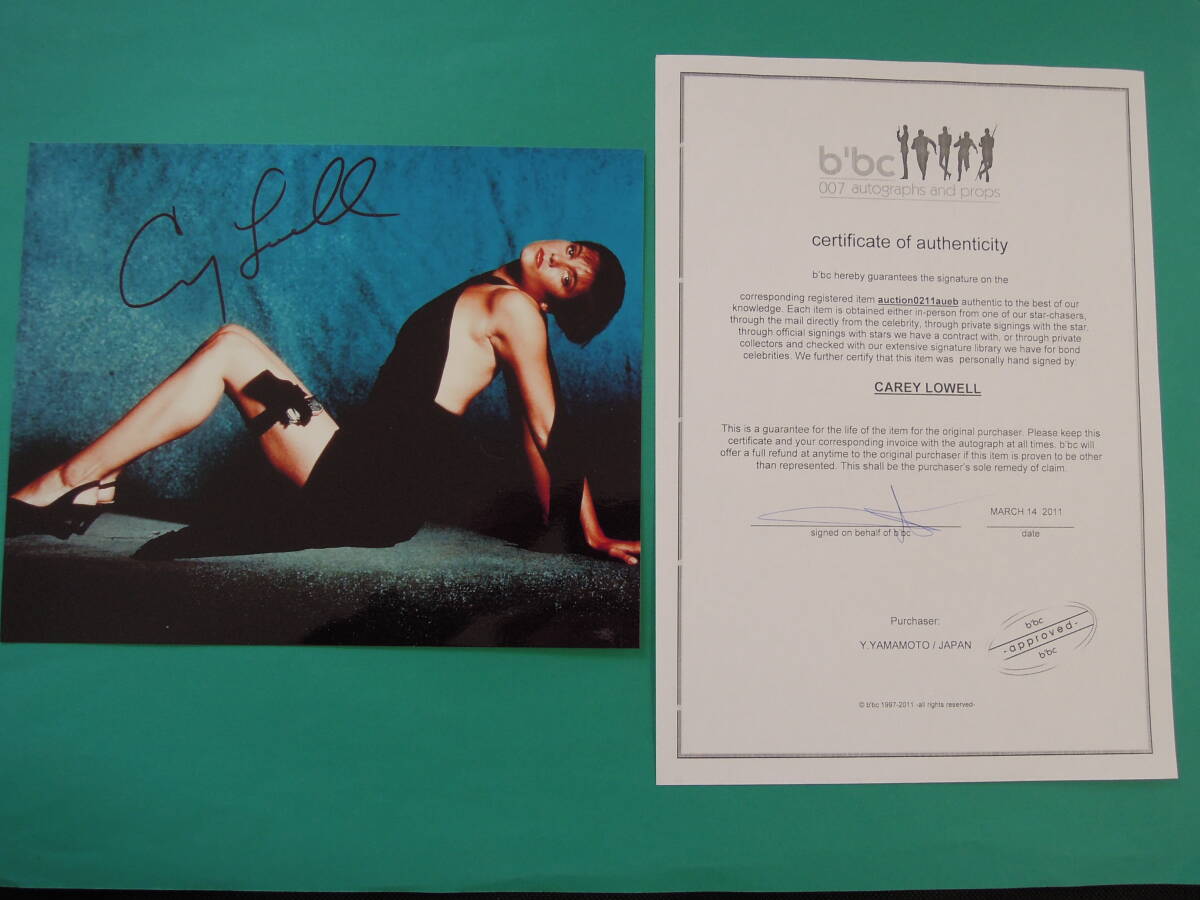 Carey Lowell
b'bc
007 autographs and props
certificate of authenticity
b'bc hereby guarantees the signature on the
corresponding registered item auction0211aueb authentic to the best of our
knowledge. Each item is obtained either in-person from one of our star-chasers,
through the mail directly from the celebrity, through private signings with the star,
through official signings with stars we have a contract with, or through private
collectors and checked with our extensive signature library we have for bond
celebrities. We further certify that this item was personally hand signed by:
CAREY LOWELL
This is a guarantee for the life of the item for the original purchaser. Please keep this
certificate and your corresponding invoice with the autograph at all times. b'bc will
offer a full refund at anytime to the original purchaser if this item is proven to be other
than represented. This shall be the purchaser's sole remedy of claim.
MARCH 14 2011
signed on behalf of b'bc
date
Purchaser:
Y.YAMAMOTO / JAPAN
b'bc
-approved-
b'bc
© b'bc 1997-2011 -all rights reserved-